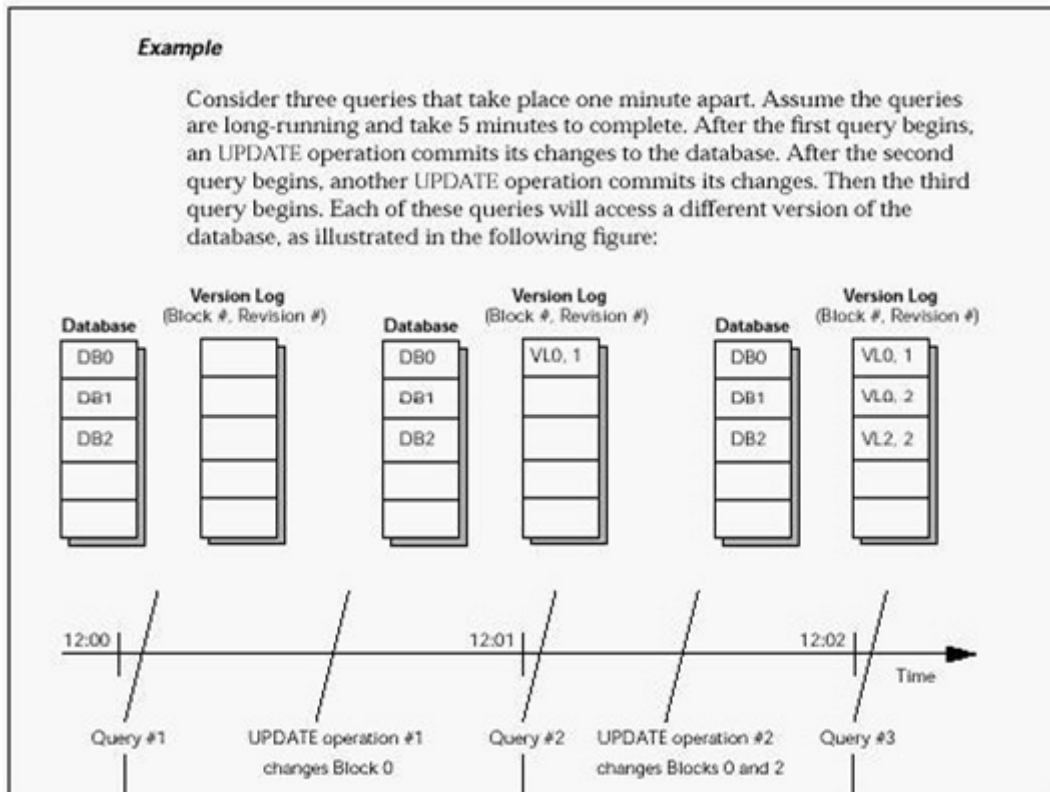 Example
Consider three queries that take place one minute apart. Assume the queries
are long-running and take 5 minutes to complete. After the first query begins,
an UPDATE operation commits its changes to the database. After the second
query begins, another UPDATE operation commits its changes. Then the third
query begins. Each of these queries will access a different version of the
database, as illustrated in the following figure:
Version Log
(Block #, Revision #)
Database
DB0
DB1
DB2
Version Log
(Block #, Revision #)
Database
DB0
DB1
DB2
VL0, 1
Version Log
(Block #, Revision #)
Database
DB0
DB1
DB2
VL0, 1
VL0, 2
VL2, 2
12:00
12:01
12:02
Time
Query #1
UPDATE operation #1
changes Block 0
Query #2
UPDATE operation #2
changes Blocks 0 and 2
Query #3